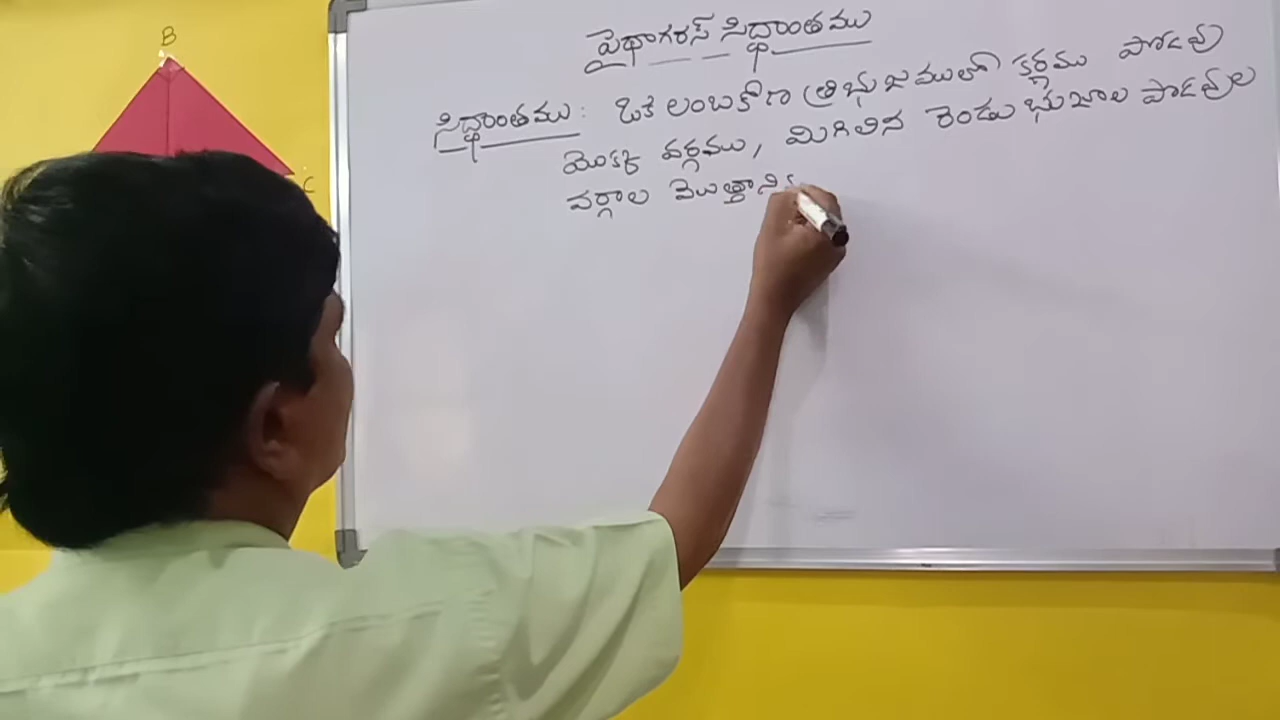 B
C
పైథాగరస్ సిద్ధాంతము
సిద్ధాంతము : ఒక లంబకోణ త్రిభుజములో కర్ణము పొడవు
యొక్క వర్గము, మిగిలిన రెండు భుజాల పొడవుల
వర్గాల మొత్తాని